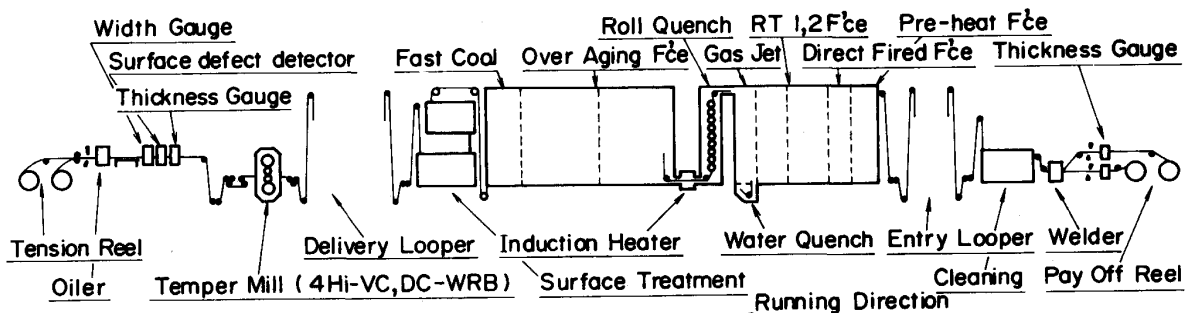 Width Gauge
Surface defect detector
Thickness Gauge
Fast Cool
Over Aging F'ce
Roll Quench
Gas Jet
RT 1,2 F'ce
Direct Fired F'ce
Pre-heat F'ce
Thickness Gauge
Tension Reel
Oiler
Temper Mill (4Hi-VC, DC-WRB)
Delivery Looper
Induction Heater
Surface Treatment
Water Quench
Running Direction
Entry Looper
Cleaning
Welder
Pay Off Reel